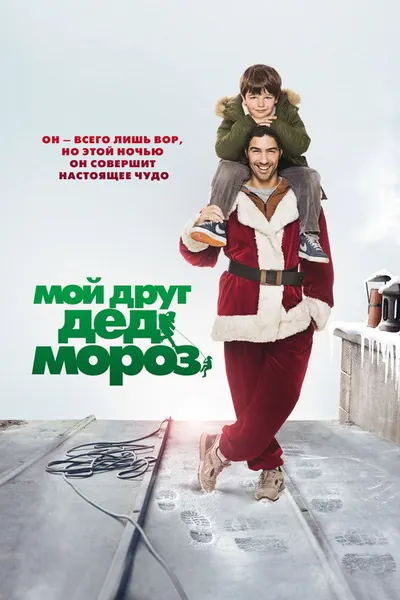 ОН – ВСЕГО ЛИШЬ ВОР,
НО ЭТОЙ НОЧЬЮ
ОН СОВЕРШИТ
НАСТОЯЩЕЕ ЧУДО
МОЙ ДРУГ
ДЕД
МОРОЗ